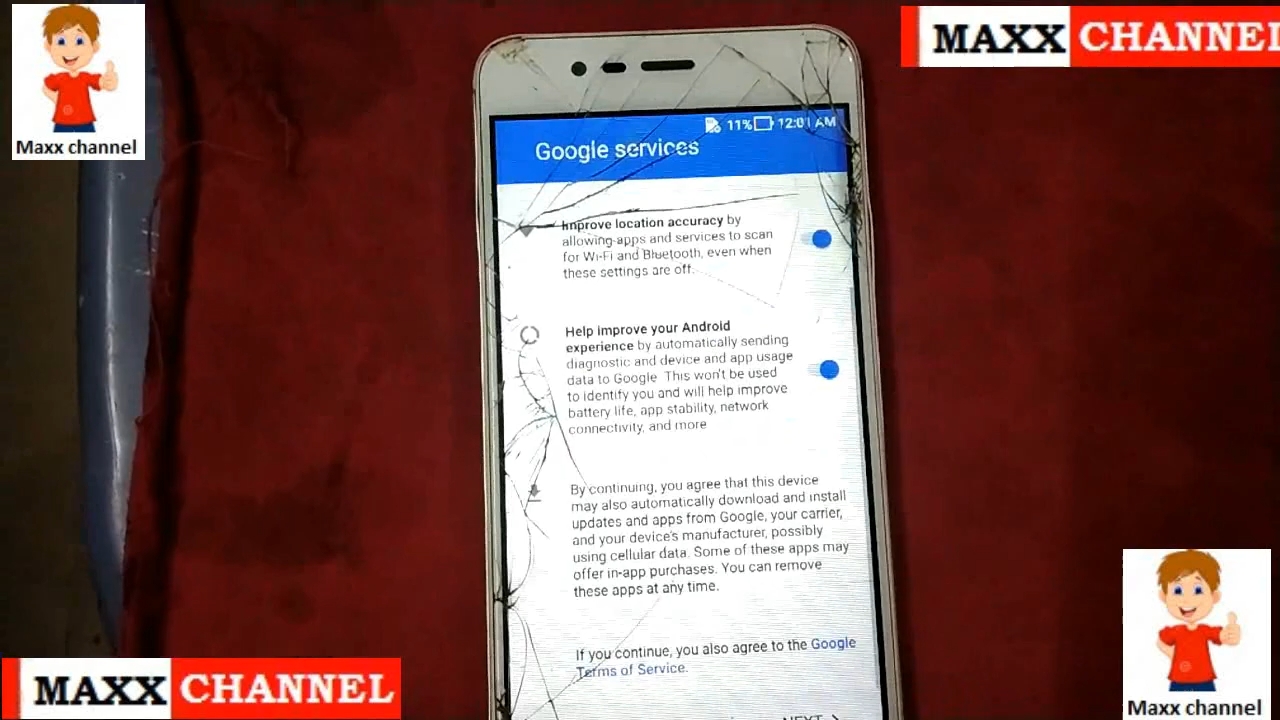 Maxx channel
MAXX CHANNEL
11% 12:01 AM
Google services
Improve location accuracy by
allowing apps and services to scan
for Wi-Fi and Bluetooth, even when
these settings are off.
Help improve your Android
experience by automatically sending
diagnostic and device and app usage
data to Google. This won't be used
to identify you and will help improve
battery life, app stability, network
connectivity, and more
By continuing, you agree that this device
may also automatically download and install
updates and apps from Google, your carrier,
and your device's manufacturer, possibly
using cellular data. Some of these apps may
offer in-app purchases. You can remove
these apps at any time.
If you continue, you also agree to the Google
Terms of Service.
NEXT
MAXX CHANNEL
Maxx channel